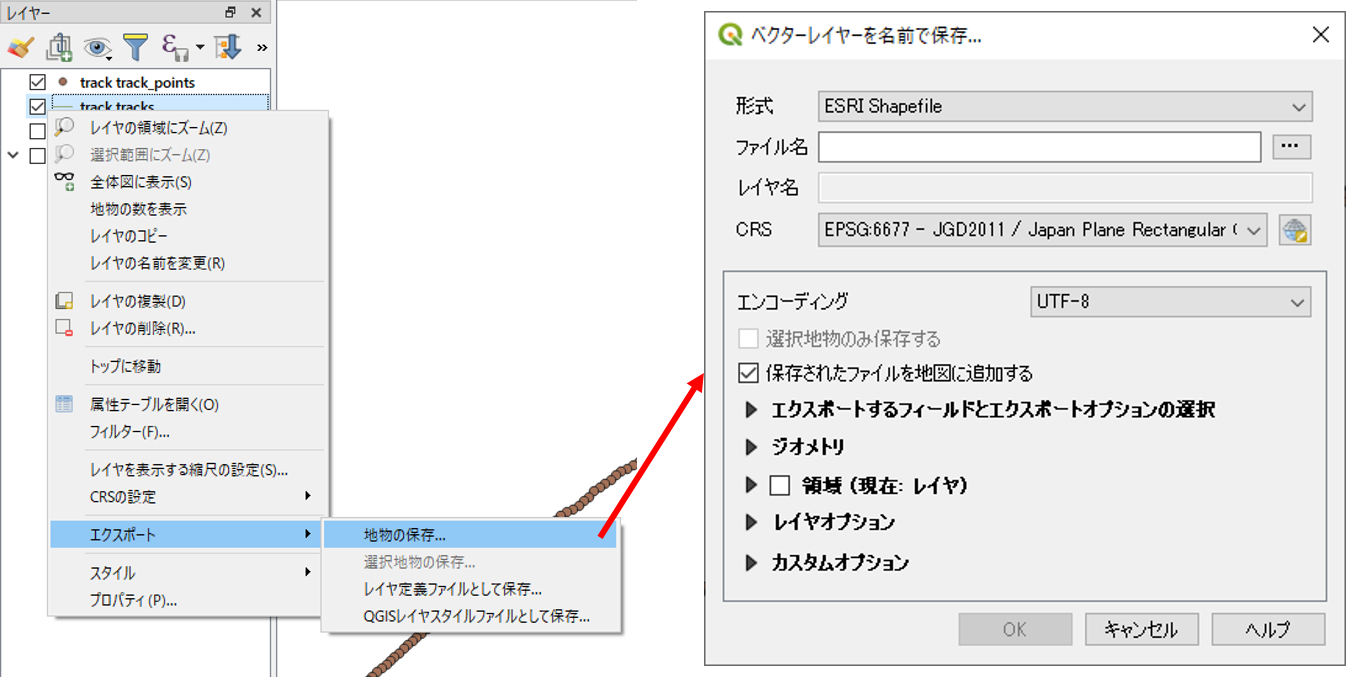 レイヤー
»
track track_points
track tracks
レイヤの領域にズーム(Z)
選択範囲にズーム(Z)
全体図に表示(S)
地物の数を表示
レイヤのコピー
レイヤの名前を変更(R)
レイヤの複製(D)
レイヤの削除(R)...
トップに移動
属性テーブルを開く(O)
フィルター(F)...
レイヤを表示する縮尺の設定(S)...
CRSの設定
エクスポート
スタイル
プロパティ(P)...
地物の保存...
選択地物の保存...
レイヤ定義ファイルとして保存...
QGISレイヤスタイルファイルとして保存...
ベクターレイヤーを名前で保存...
形式 ESRI Shapefile
ファイル名 ...
レイヤ名
CRS EPSG:6677 - JGD2011 / Japan Plane Rectangular
エンコーディング UTF-8
選択地物のみ保存する
保存されたファイルを地図に追加する
エクスポートするフィールドとエクスポートオプションの選択
ジオメトリ
領域 (現在: レイヤ)
レイヤオプション
カスタムオプション
OK キャンセル ヘルプ